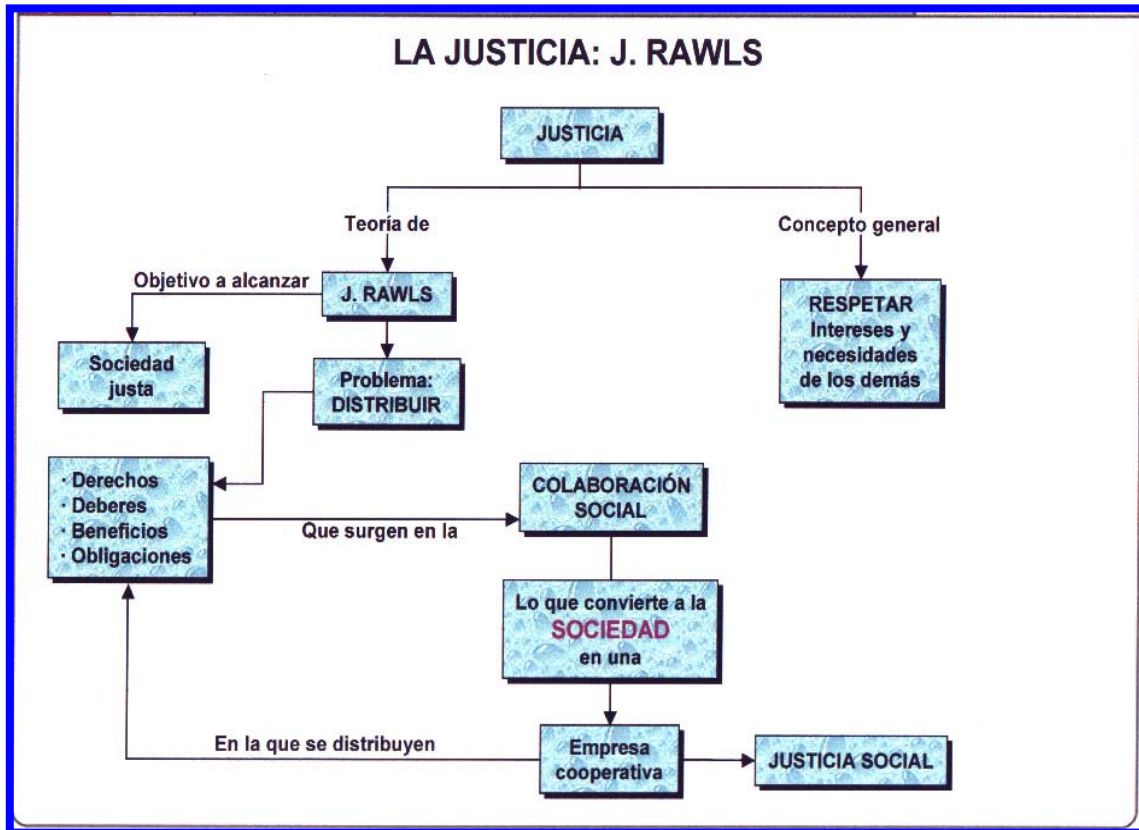 LA JUSTICIA: J. RAWLS
JUSTICIA
Teoría de
Concepto general
Objetivo a alcanzar
J. RAWLS
RESPETAR
Intereses y
necesidades
de los demás
Sociedad
justa
Problema:
DISTRIBUIR
· Derechos
· Deberes
· Beneficios
· Obligaciones
Que surgen en la
COLABORACIÓN
SOCIAL
Lo que convierte a la
SOCIEDAD
en una
En la que se distribuyen
Empresa
cooperativa
JUSTICIA SOCIAL